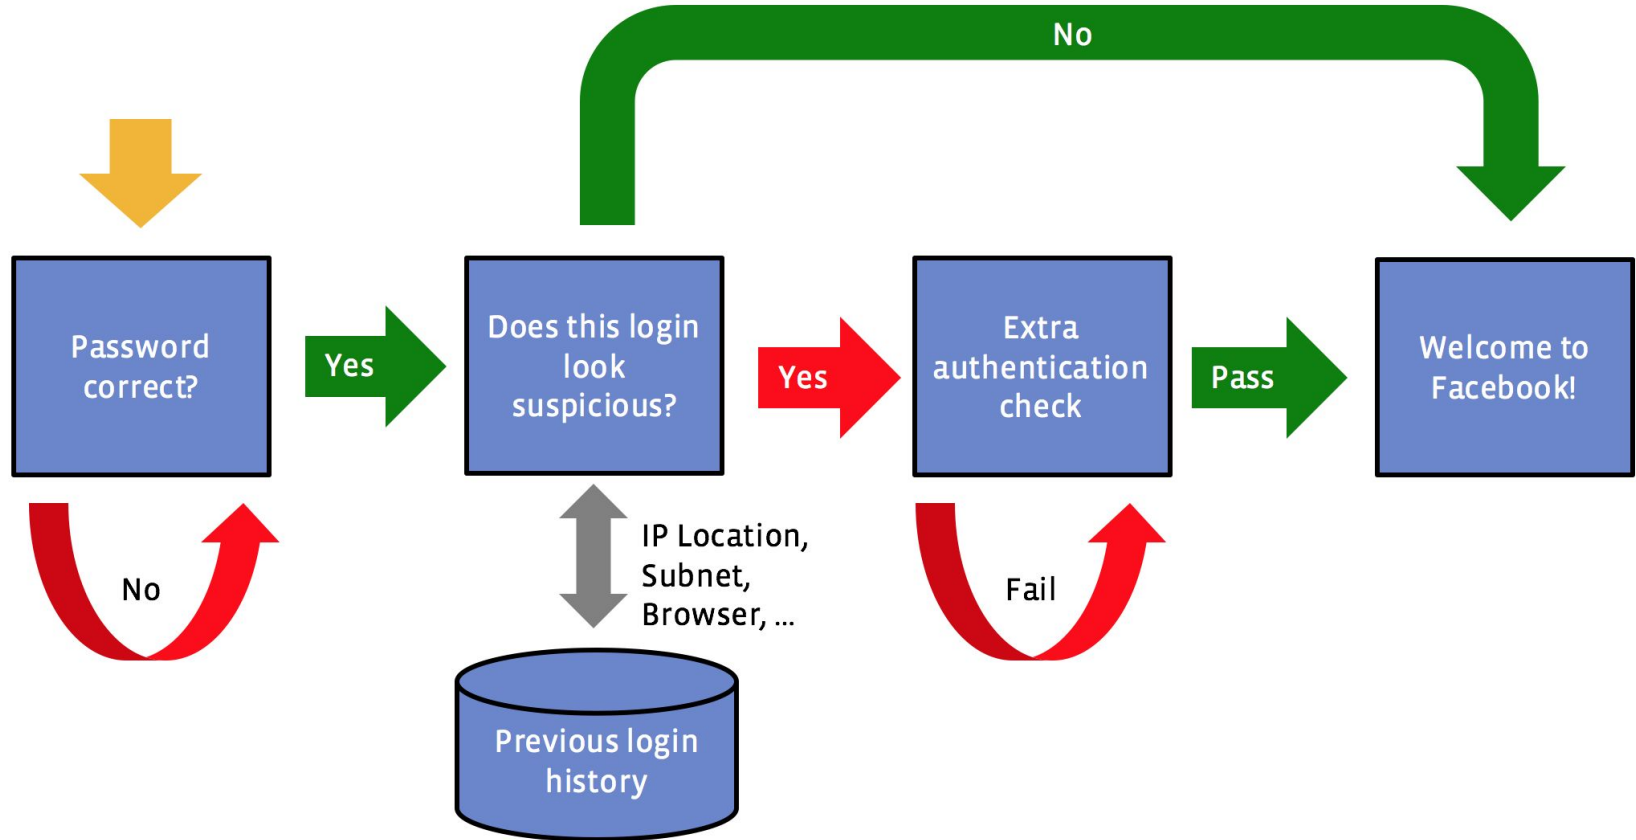 No
Password
correct?
Yes
Does this login
look
suspicious?
Yes
Extra
authentication
check
Pass
Welcome to
Facebook!
No
IP Location,
Subnet,
Browser, ...
Fail
Previous login
history